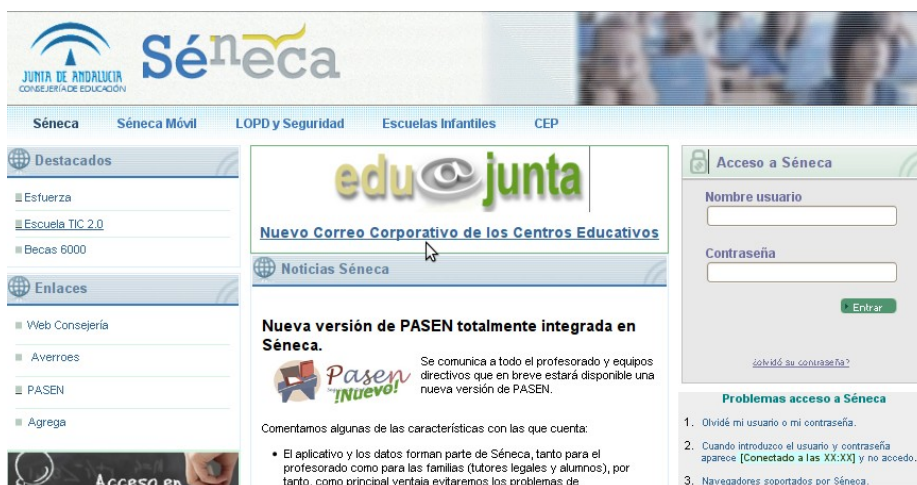 JUNTA DE ANDALUCIA
CONSEJERÍA DE EDUCACIÓN
Séneca
Séneca
Séneca Móvil
LOPD y Seguridad
Escuelas Infantiles
CEP
Destacados
Esfuerza
Escuela TIC 2.0
Becas 6000
Enlaces
Web Consejería
Averroes
PASEN
Agrega
Acceso en
edu@junta
Nuevo Correo Corporativo de los Centros Educativos
Noticias Séneca
Nueva versión de PASEN totalmente integrada en
Séneca.
Pasen
¡Nuevo!
Se comunica a todo el profesorado y equipos
directivos que en breve estará disponible una
nueva versión de PASEN.
Comentamos algunas de las características con las que cuenta:
• El aplicativo y los datos forman parte de Séneca, tanto para el
profesorado como para las familias (tutores legales y alumnos), por
tanto, como principal ventaja evitaremos los problemas de
Acceso a Séneca
Nombre usuario
Contraseña
Entrar
¿olvidó su contraseña?
Problemas acceso a Séneca
1. Olvidé mi usuario o mi contraseña.
2. Cuando introduzco el usuario y contraseña
aparece [Conectado a las XX:XX] y no accedo.
3. Navegadores soportados por Séneca.